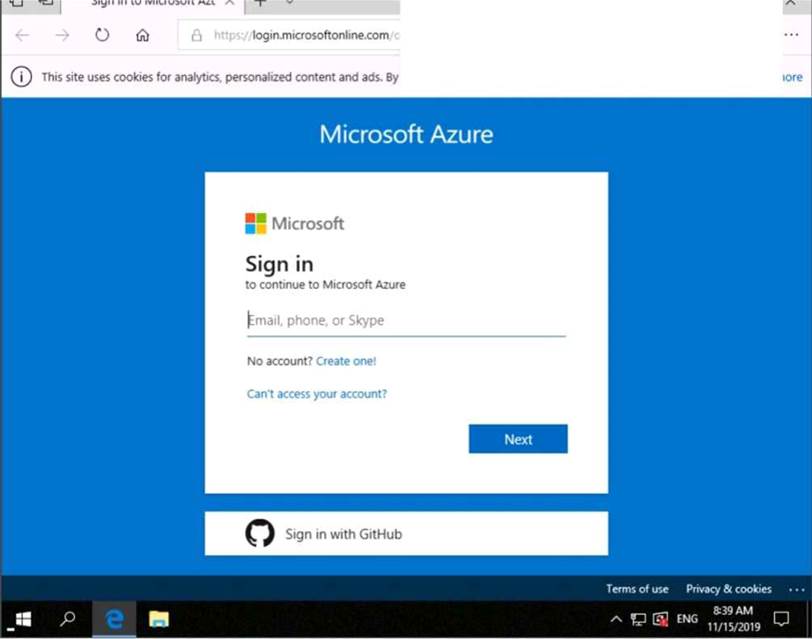 Sign in to Microsoft Az
https://login.microsoftonline.com/
This site uses cookies for analytics, personalized content and ads. By
ore
Microsoft Azure
Microsoft
Sign in
to continue to Microsoft Azure
Email, phone, or Skype
No account? Create one!
Can't access your account?
Next
Sign in with GitHub
Terms of use Privacy & cookies ...
ENG
8:39 AM
11/15/2019